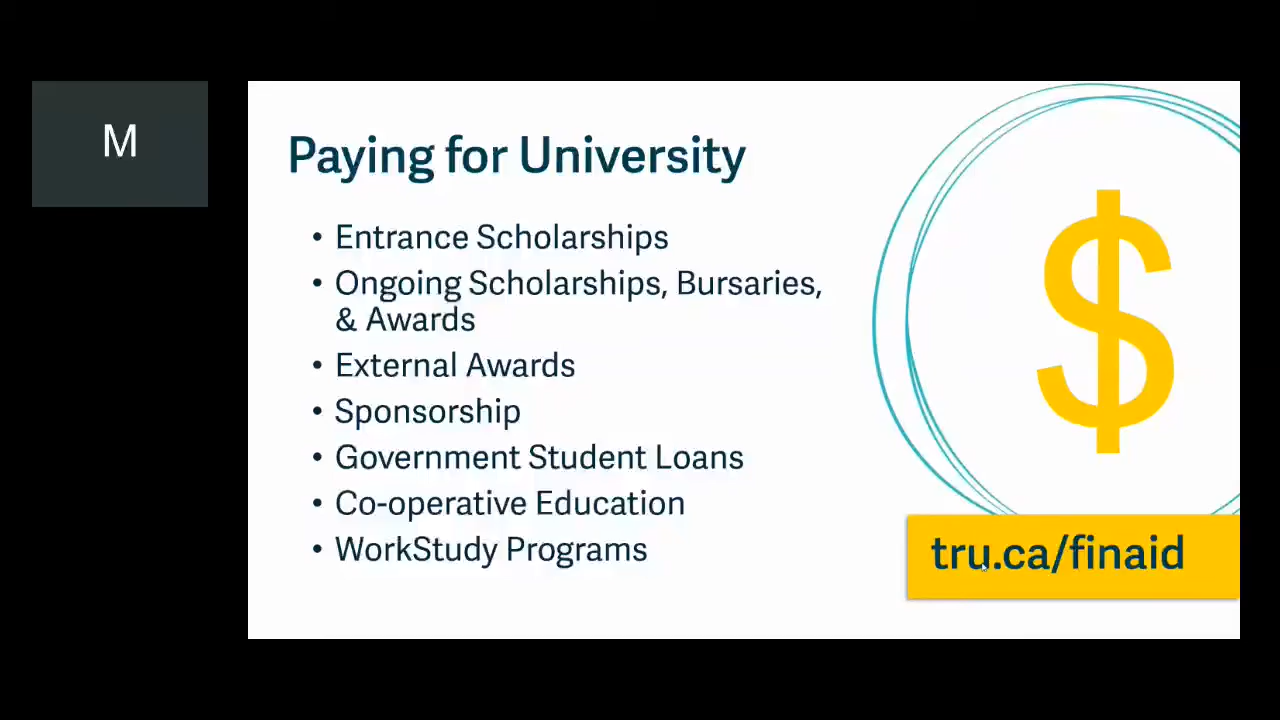 M
Paying for University
• Entrance Scholarships
• Ongoing Scholarships, Bursaries,
& Awards
• External Awards
• Sponsorship
• Government Student Loans
• Co-operative Education
• WorkStudy Programs
$
tru.ca/finaid